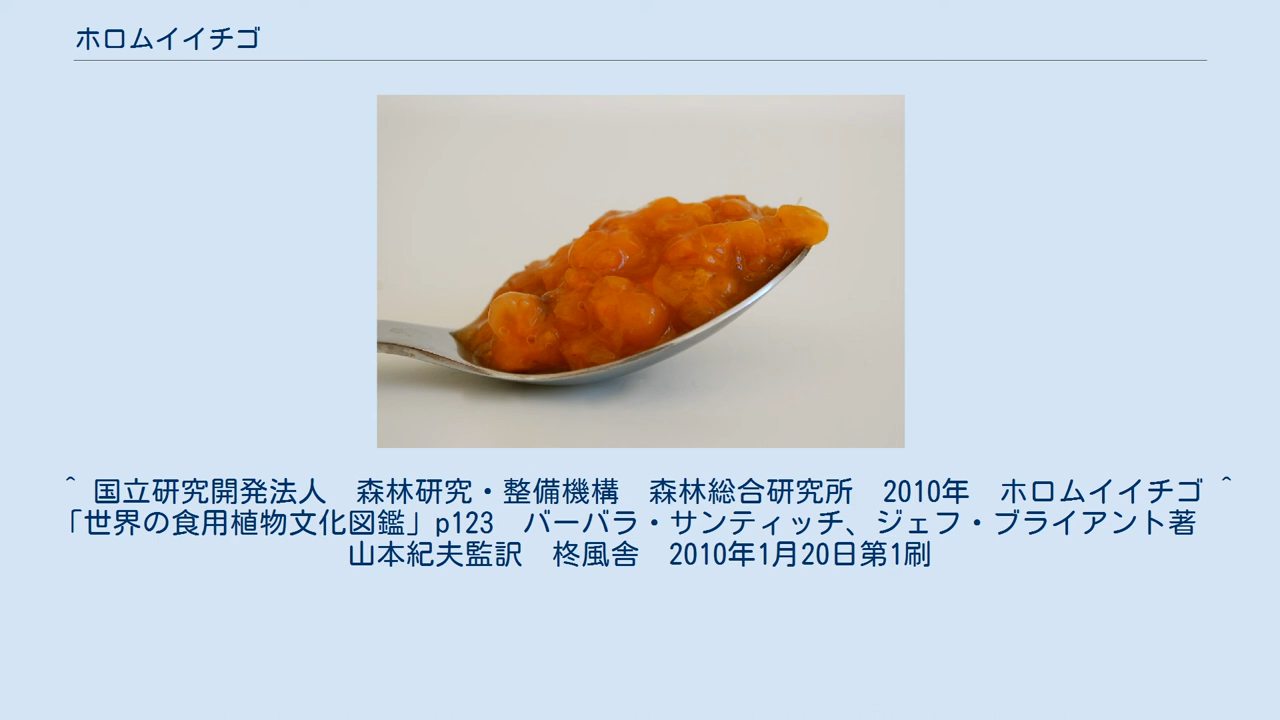 ホロムイイチゴ
^ 国立研究開発法人　森林研究・整備機構　森林総合研究所　2010年　ホロムイイチゴ ^
「世界の食用植物文化図鑑」p123　バーバラ・サンティッチ、ジェフ・ブライアント著
山本紀夫監訳　柊風舎　2010年1月20日第1刷